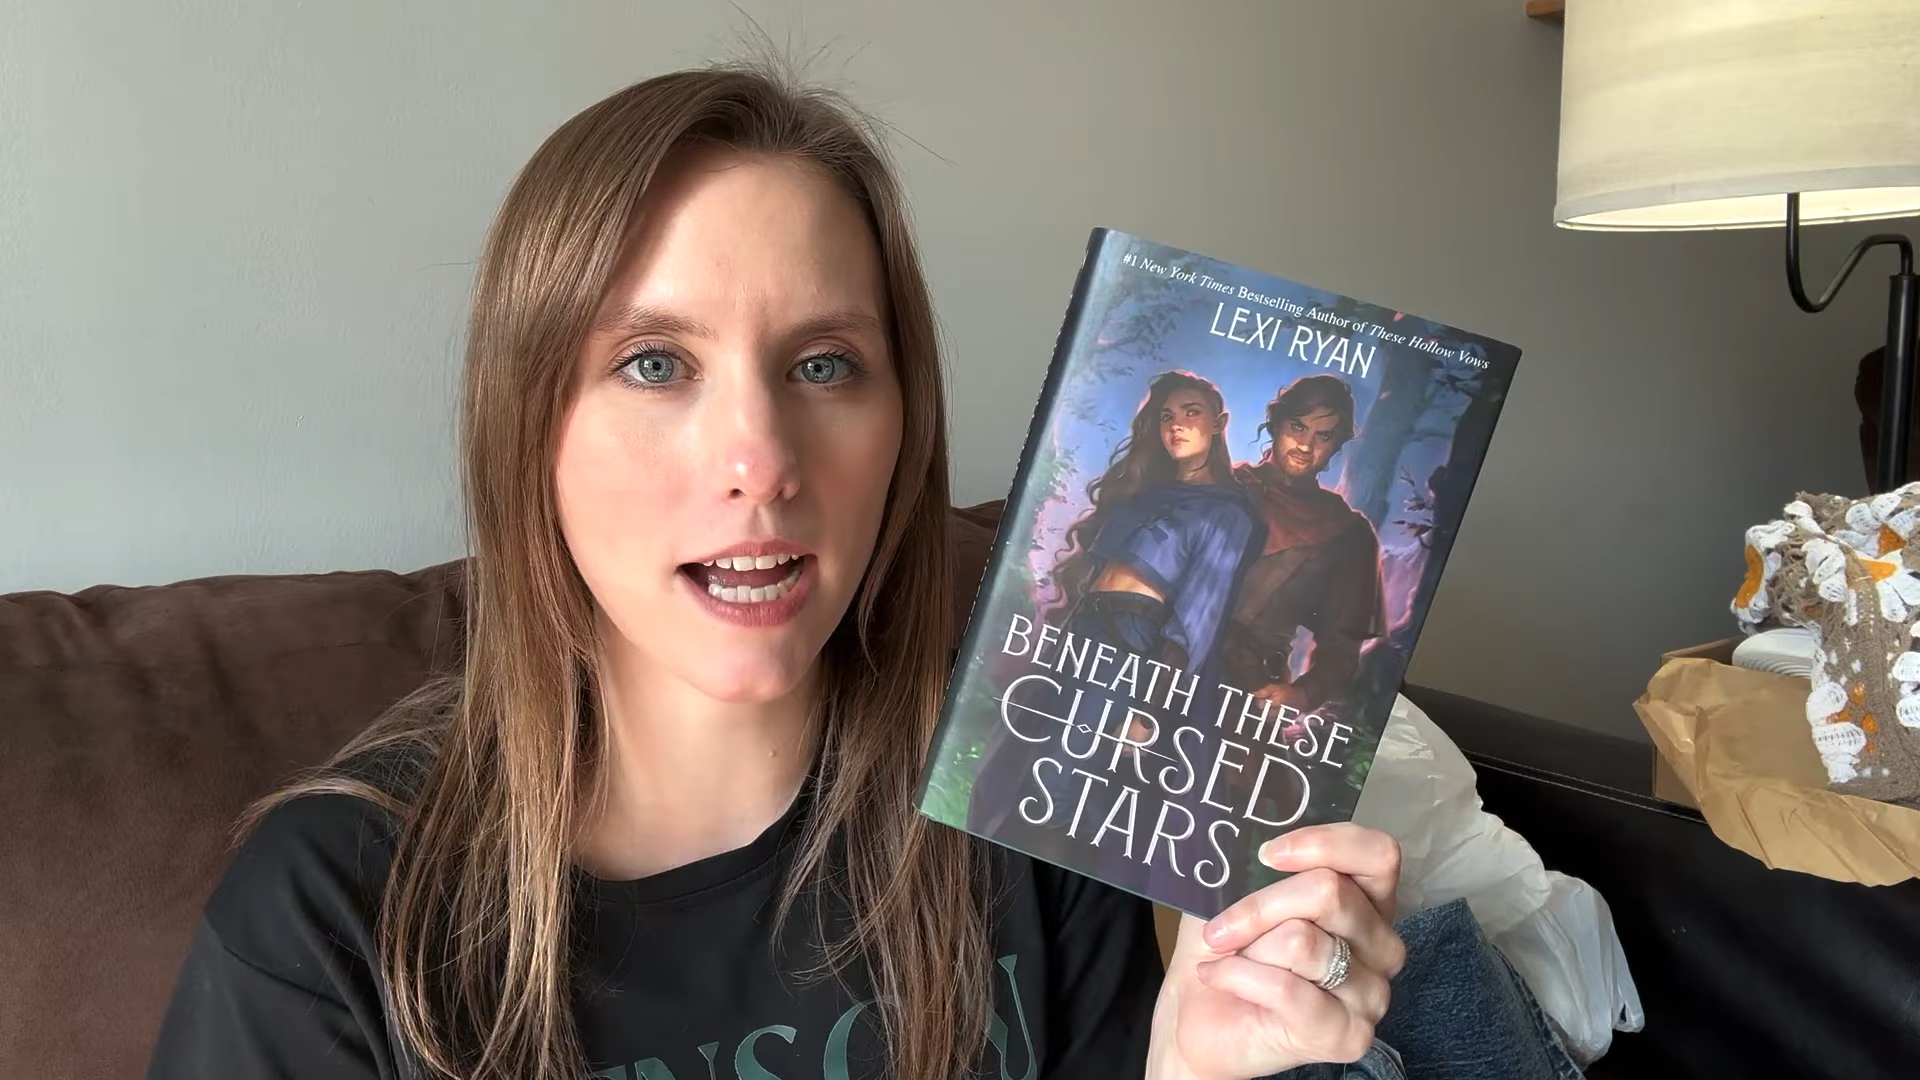 #1 New York Times Bestselling Author of These Hollow Vows
LEXI RYAN
BENEATH THESE
CURSED
STARS